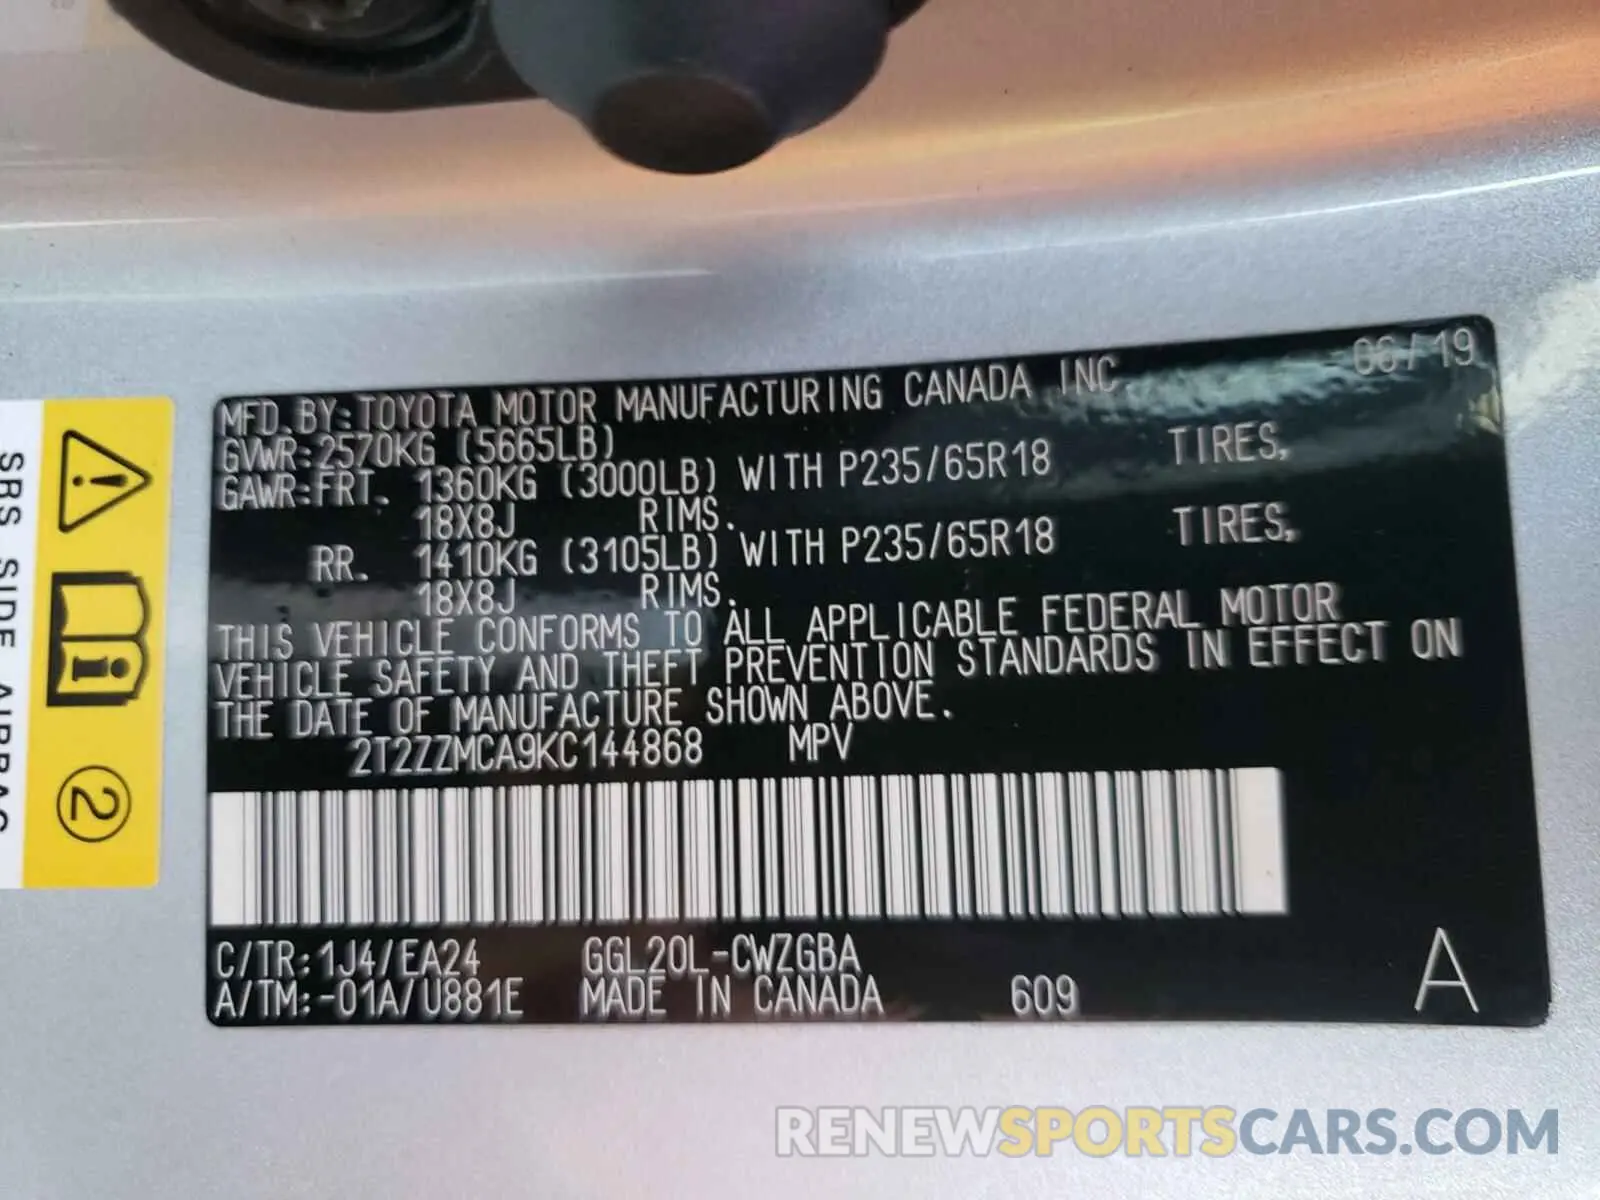 MFD. BY: TOYOTA MOTOR MANUFACTURING CANADA INC. 06/19
GVWR: 2570KG (5665LB)
GAWR: FRT. 1360KG (3000LB) WITH P235/65R18 TIRES,
18X8J RIMS.
RR. 1410KG (3105LB) WITH P235/65R18 TIRES,
18X8J RIMS.
THIS VEHICLE CONFORMS TO ALL APPLICABLE FEDERAL MOTOR
VEHICLE SAFETY AND THEFT PREVENTION STANDARDS IN EFFECT ON
THE DATE OF MANUFACTURE SHOWN ABOVE.
2T2ZZMCA9KC144868 MPV
C/TR: 1J4/EA24 GGL20L-CWZGBA
A/TM: -01A/U881E MADE IN CANADA 609 A
SRS SIDE AIRBAG
2
RENEWSPORTSCARS.COM